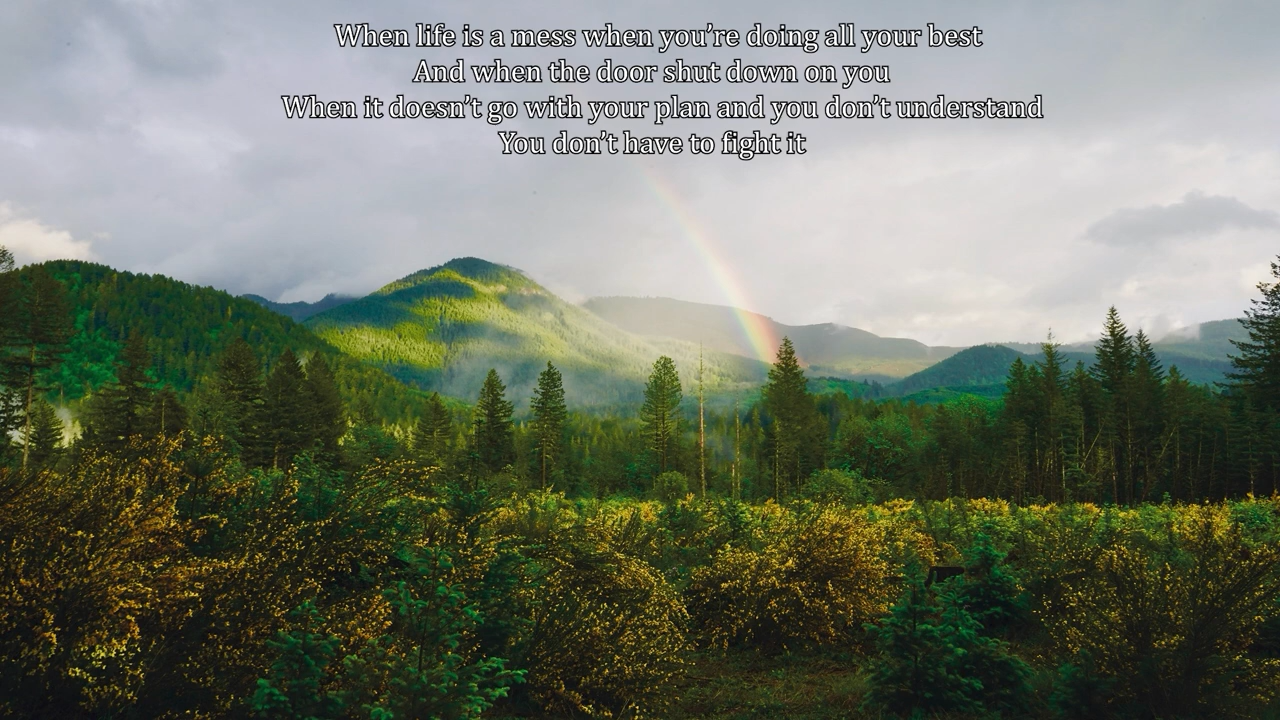 When life is a mess when you’re doing all your best
And when the door shut down on you
When it doesn’t go with your plan and you don’t understand
You don’t have to fight it